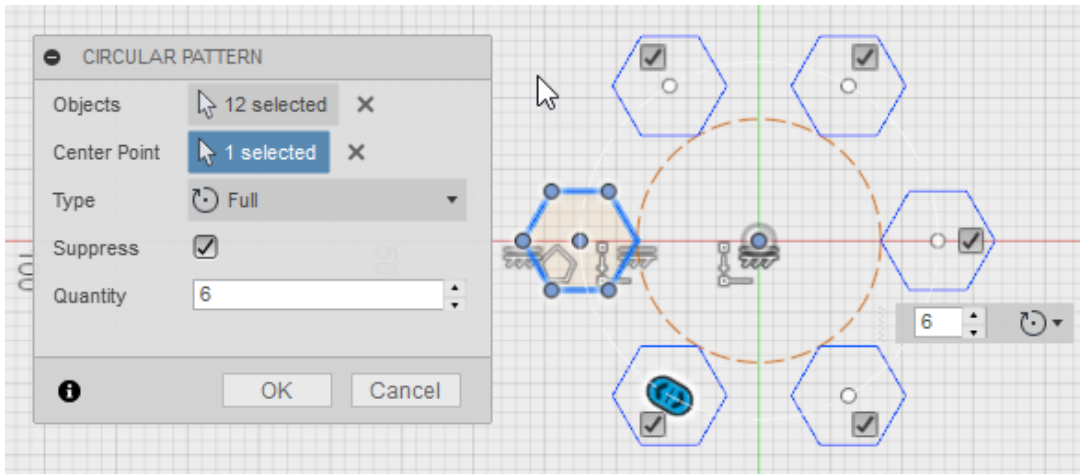 CIRCULAR PATTERN
Objects 12 selected
Center Point 1 selected
Type Full
Suppress
Quantity 6
OK Cancel
100
50
6